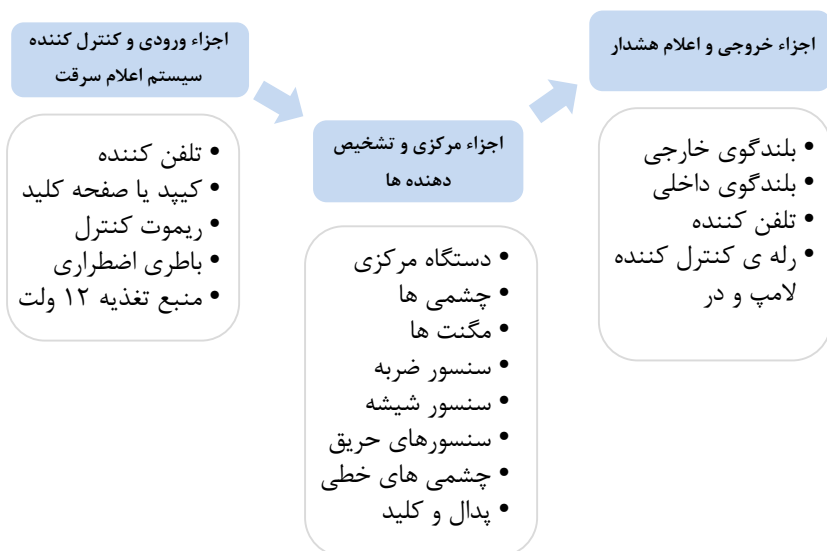 اجزاء ورودی و کنترل کننده
سیستم اعلام سرقت
• تلفن کننده
• کیپد یا صفحه کلید
• ریموت کنترل
• باطری اضطراری
• منبع تغذیه ۱۲ ولت
اجزاء مرکزی و تشخیص
دهنده ها
• دستگاه مرکزی
• چشمی ها
• مگنت ها
• سنسور ضربه
• سنسور شیشه
• سنسورهای حریق
• چشمی های خطی
• پدال و کلید
اجزاء خروجی و اعلام هشدار
• بلندگوی خارجی
• بلندگوی داخلی
• تلفن کننده
• رله ی کنترل کننده
لامپ و در